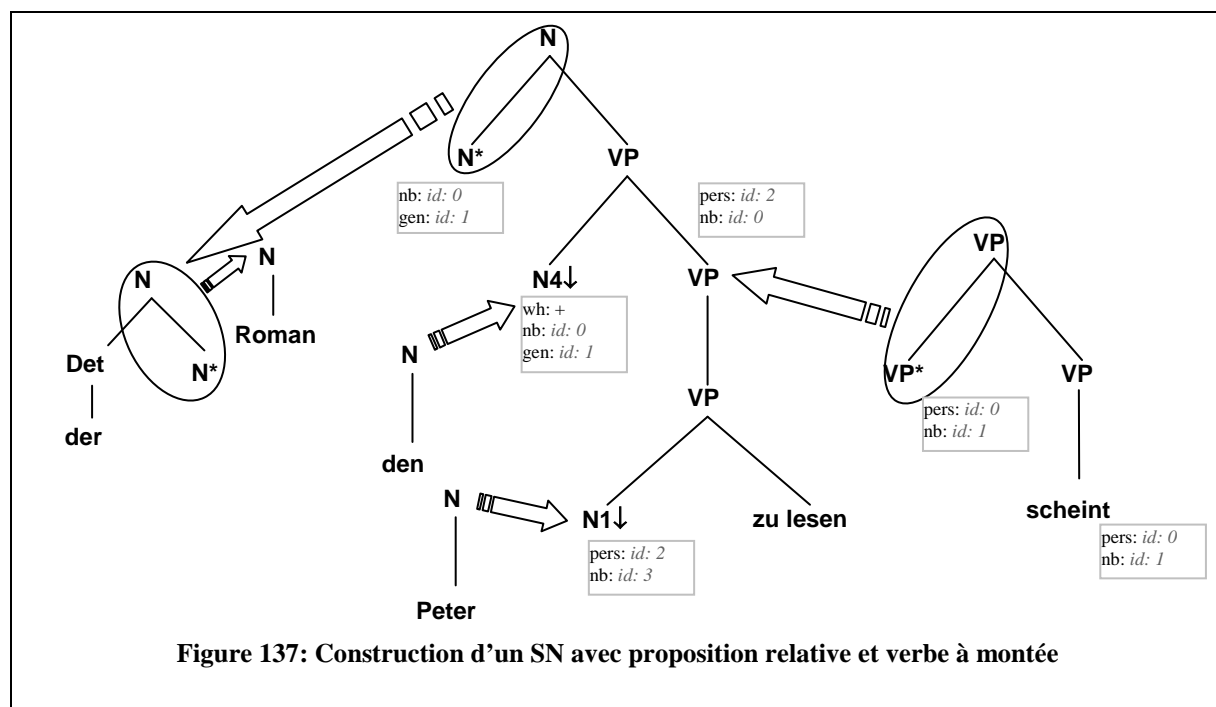 N
N*
VP
nb: id: 0
gen: id: 1
pers: id: 2
nb: id: 0
VP
N
N
N4↓
VP
wh: +
nb: id: 0
gen: id: 1
Roman
Det
N*
N
VP*
VP
VP
pers: id: 0
nb: id: 1
der
den
N
N1↓
zu lesen
scheint
pers: id: 2
nb: id: 3
pers: id: 0
nb: id: 1
Peter
Figure 137: Construction d’un SN avec proposition relative et verbe à montée